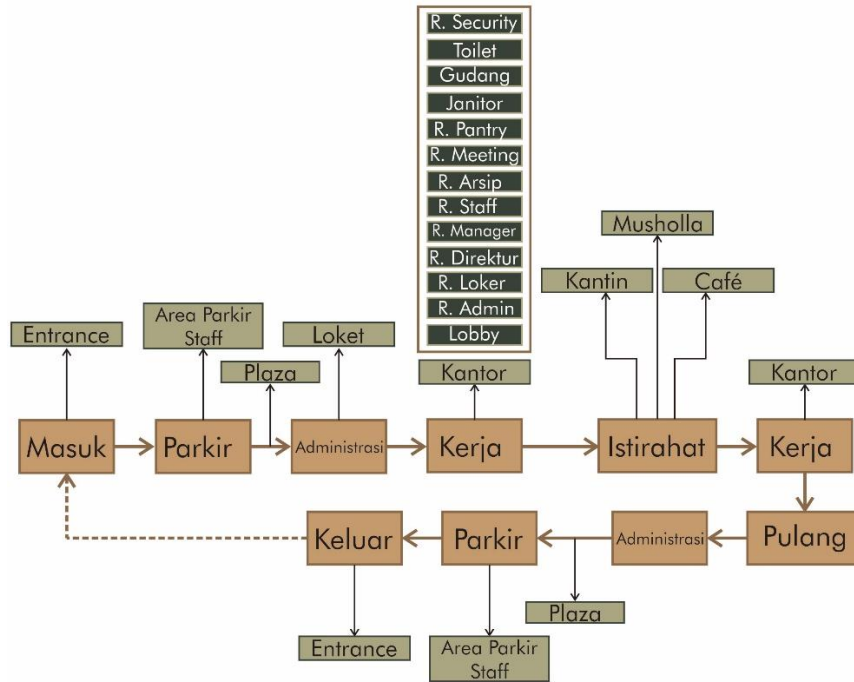 R. Security
Toilet
Gudang
Janitor
R. Pantry
R. Meeting
R. Arsip
R. Staff
R. Manager
R. Direktur
R. Loker
R. Admin
Lobby
Musholla
Kantin
Café
Entrance
Area Parkir
Staff
Loket
Plaza
Kantor
Kantor
Masuk
Parkir
Administrasi
Kerja
Istirahat
Kerja
Keluar
Parkir
Administrasi
Pulang
Plaza
Entrance
Area Parkir
Staff